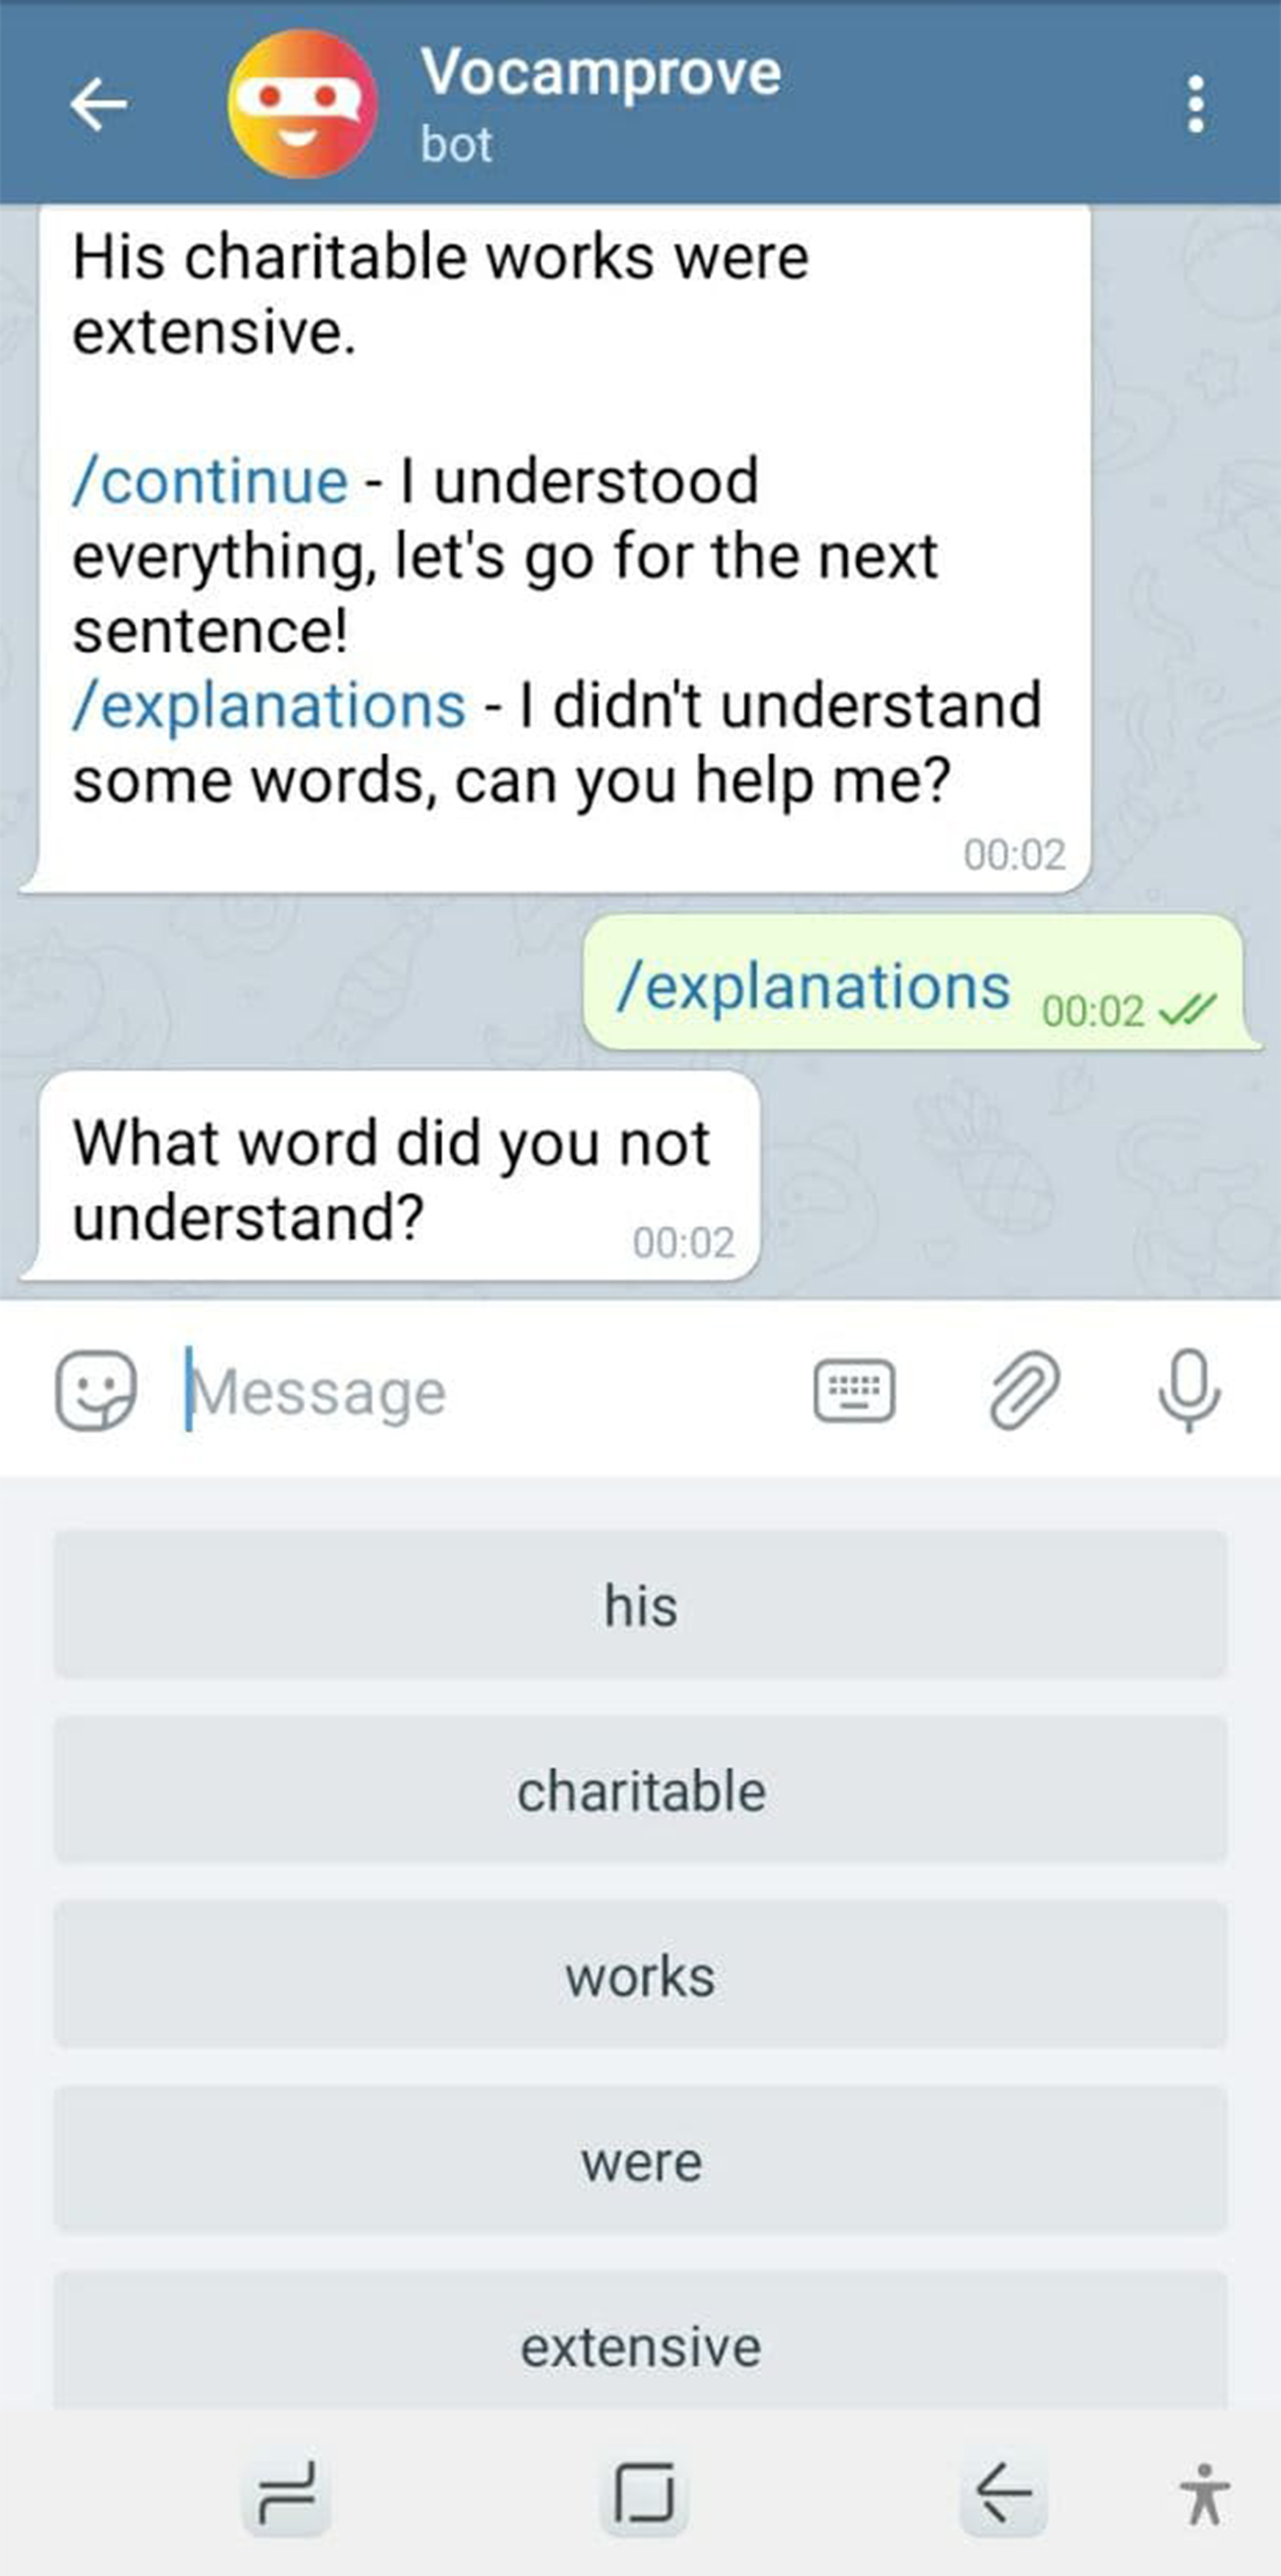 Vocamprove
bot
His charitable works were
extensive.
/continue - I understood
everything, let's go for the next
sentence!
/explanations - I didn't understand
some words, can you help me?
00:02
/explanations 00:02
What word did you not
understand?
00:02
Message
his
charitable
works
were
extensive